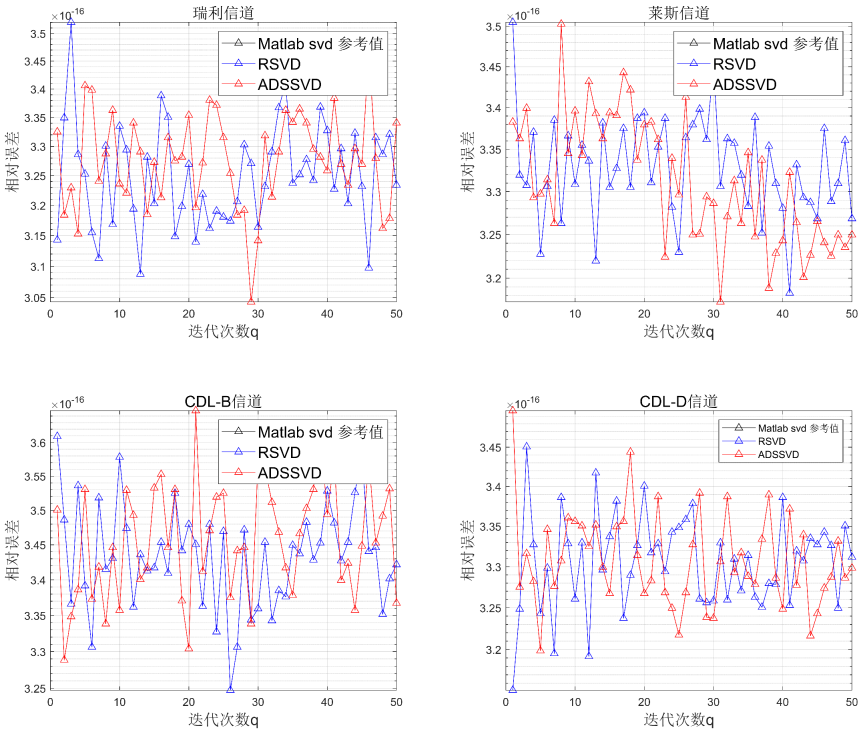 瑞利信道
×10⁻¹⁶
3.5
3.45
3.4
3.35
3.3
3.25
3.2
3.15
3.1
3.05
相对误差
Matlab svd 参考值
RSVD
ADSSVD
0 10 20 30 40 50
迭代次数q
莱斯信道
×10⁻¹⁶
3.5
3.45
3.4
3.35
3.3
3.25
3.2
相对误差
Matlab svd 参考值
RSVD
ADSSVD
0 10 20 30 40 50
迭代次数q
CDL-B信道
×10⁻¹⁶
3.6
3.55
3.5
3.45
3.4
3.35
3.3
3.25
相对误差
Matlab svd 参考值
RSVD
ADSSVD
0 10 20 30 40 50
迭代次数q
CDL-D信道
×10⁻¹⁶
3.45
3.4
3.35
3.3
3.25
3.2
相对误差
Matlab svd 参考值
RSVD
ADSSVD
0 10 20 30 40 50
迭代次数q